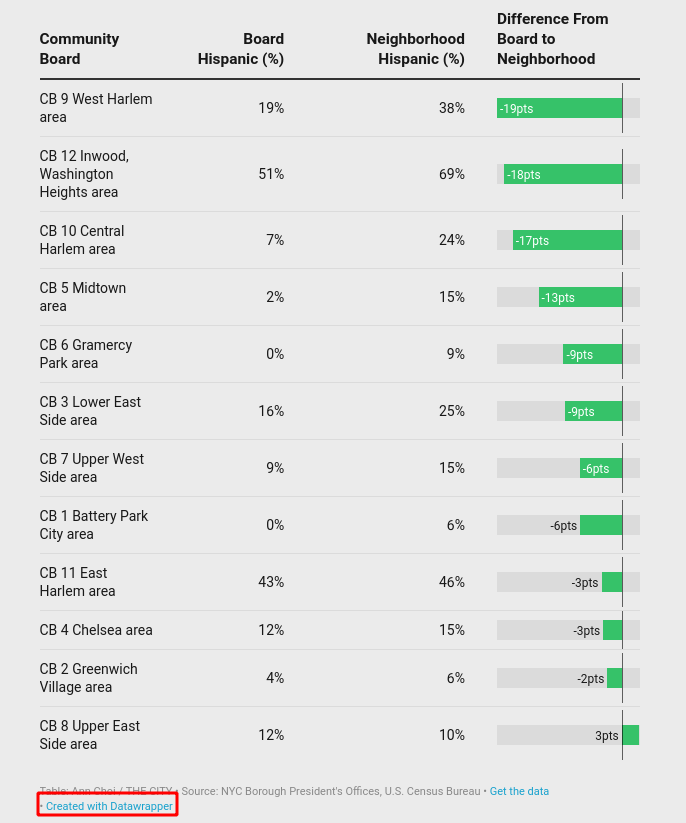 Community Board | Board Hispanic (%) | Neighborhood Hispanic (%) | Difference From Board to Neighborhood
CB 9 West Harlem area | 19% | 38% | -19pts
CB 12 Inwood, Washington Heights area | 51% | 69% | -18pts
CB 10 Central Harlem area | 7% | 24% | -17pts
CB 5 Midtown area | 2% | 15% | -13pts
CB 6 Gramercy Park area | 0% | 9% | -9pts
CB 3 Lower East Side area | 16% | 25% | -9pts
CB 7 Upper West Side area | 9% | 15% | -6pts
CB 1 Battery Park City area | 0% | 6% | -6pts
CB 11 East Harlem area | 43% | 46% | -3pts
CB 4 Chelsea area | 12% | 15% | -3pts
CB 2 Greenwich Village area | 4% | 6% | -2pts
CB 8 Upper East Side area | 12% | 10% | 3pts
Table: Ann Choi / THE CITY • Source: NYC Borough President's Offices, U.S. Census Bureau • Get the data
• Created with Datawrapper